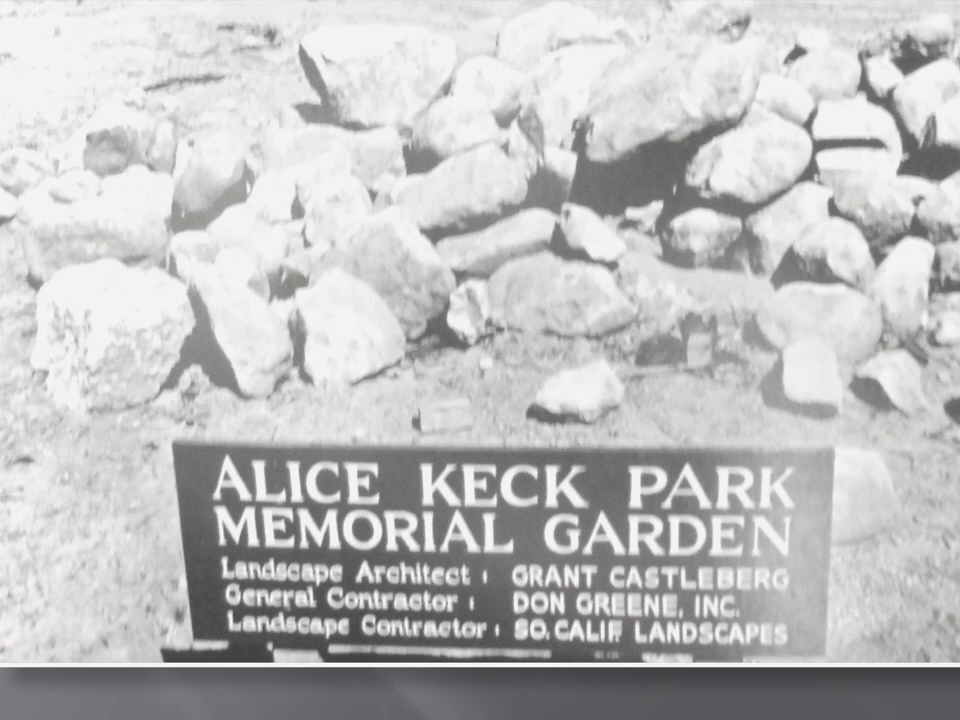 ALICE KECK PARK
MEMORIAL GARDEN
Landscape Architect : GRANT CASTLEBERG
General Contractor : DON GREENE, INC.
Landscape Contractor : SO. CALIF. LANDSCAPES